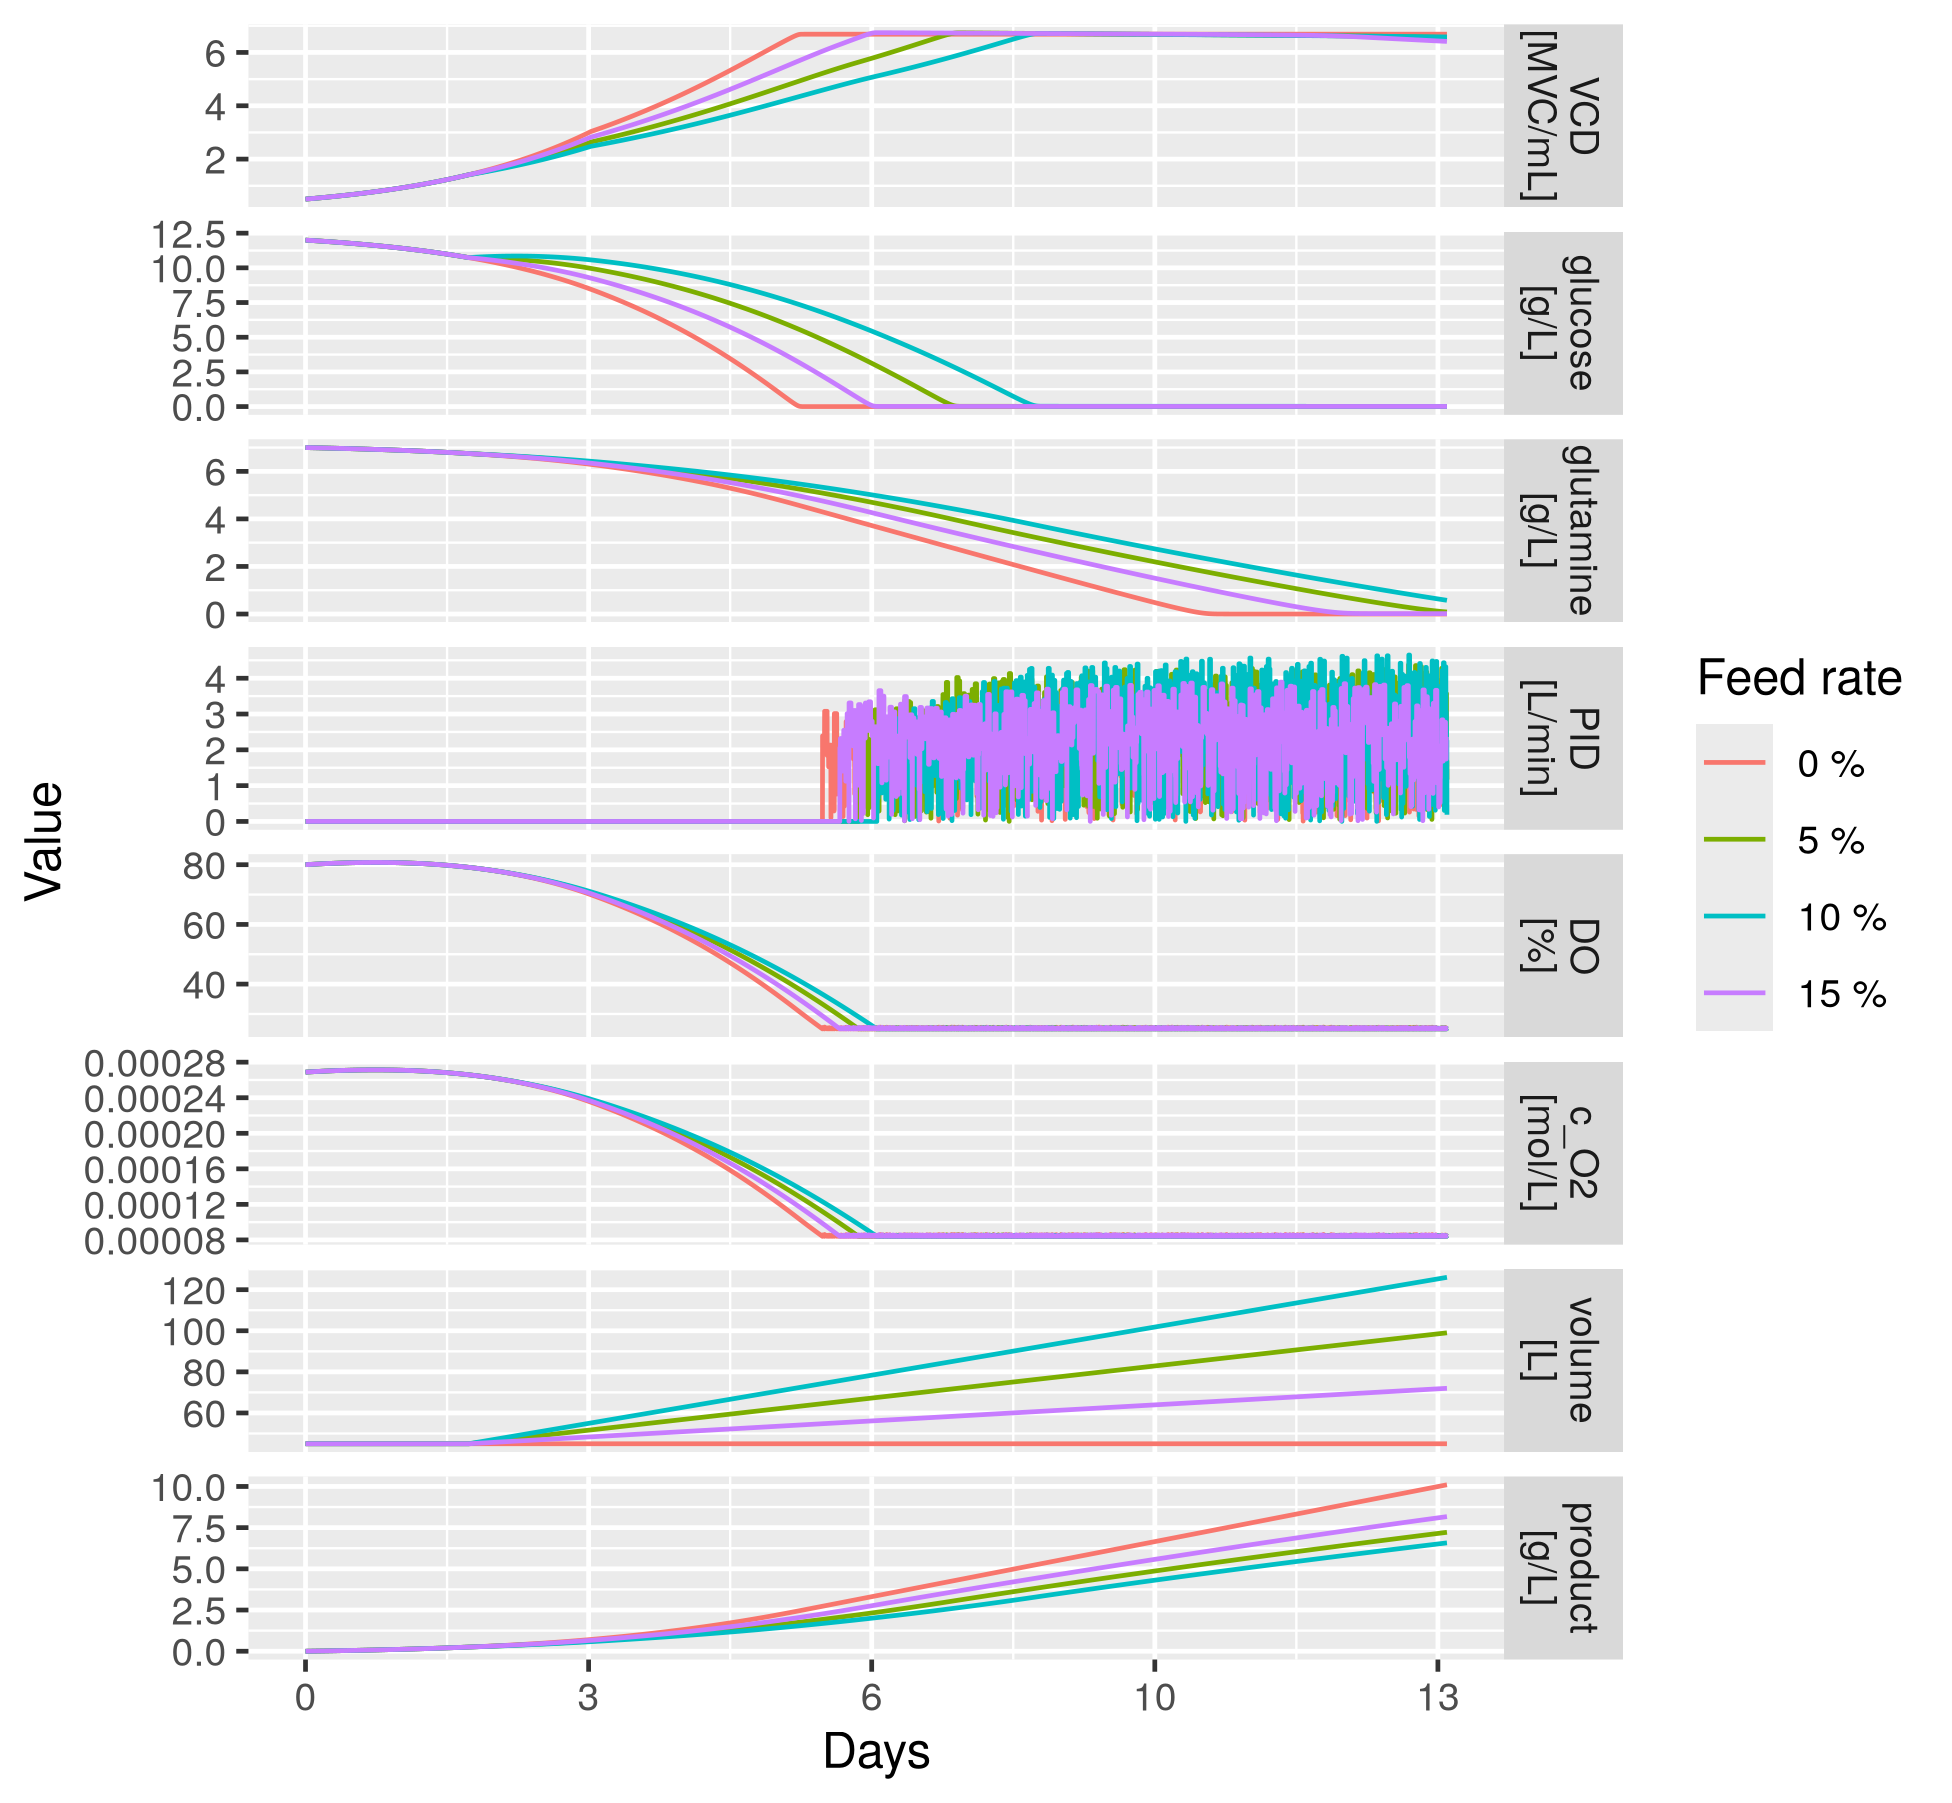 Value
6
4
2
VCD
[MVC/mL]
12.5
10.0
7.5
5.0
2.5
0.0
glucose
[g/L]
6
4
2
0
glutamine
[g/L]
4
3
2
1
0
PID
[L/min]
80
60
40
DO
[%]
0.00028
0.00024
0.00020
0.00016
0.00012
0.00008
c_O2
[mol/L]
120
100
80
60
volume
[L]
10.0
7.5
5.0
2.5
0.0
product
[g/L]
0 3 6 10 13
Days
Feed rate
0 %
5 %
10 %
15 %